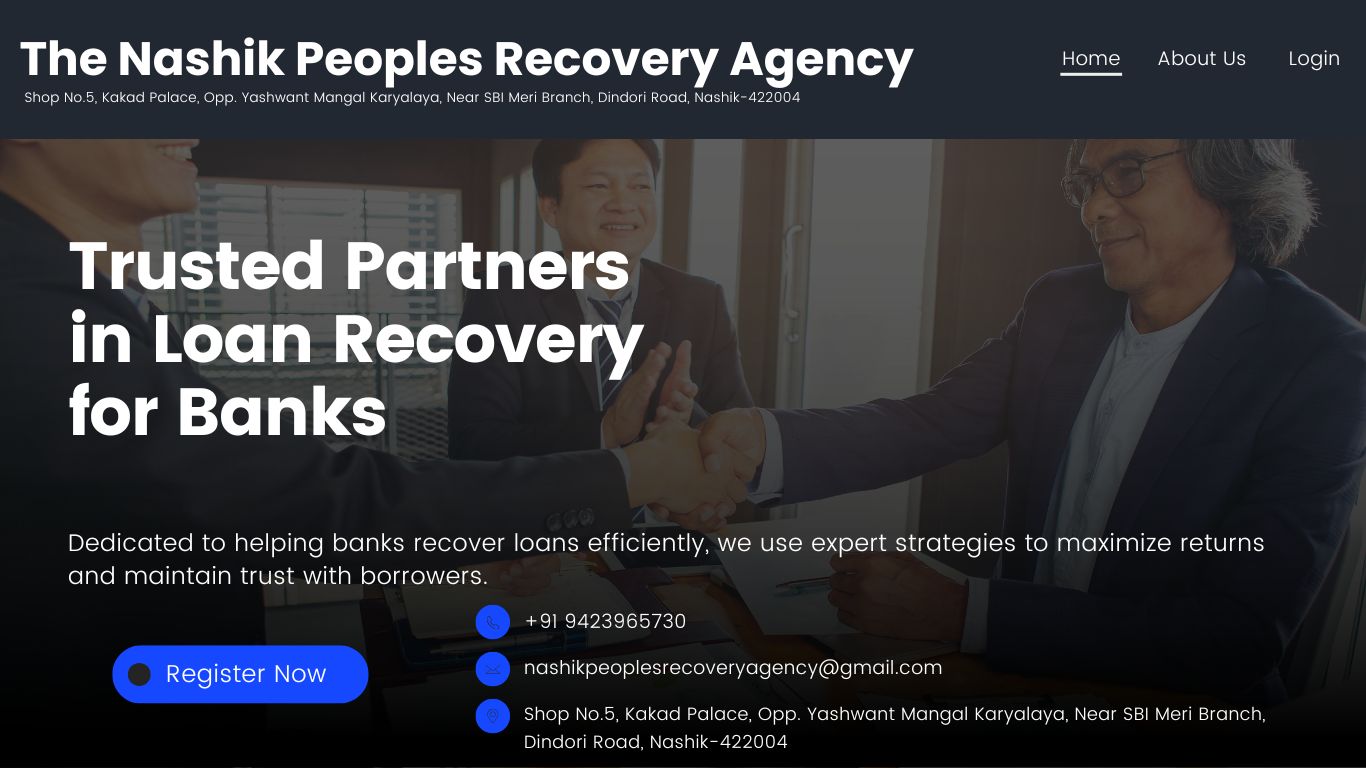 The Nashik Peoples Recovery Agency
Shop No.5, Kakad Palace, Opp. Yashwant Mangal Karyalaya, Near SBI Meri Branch, Dindori Road, Nashik-422004
Home
About Us
Login
Trusted Partners
in Loan Recovery
for Banks
Dedicated to helping banks recover loans efficiently, we use expert strategies to maximize returns
and maintain trust with borrowers.
Register Now
+91 9423965730
nashikpeoplesrecoveryagency@gmail.com
Shop No.5, Kakad Palace, Opp. Yashwant Mangal Karyalaya, Near SBI Meri Branch,
Dindori Road, Nashik-422004